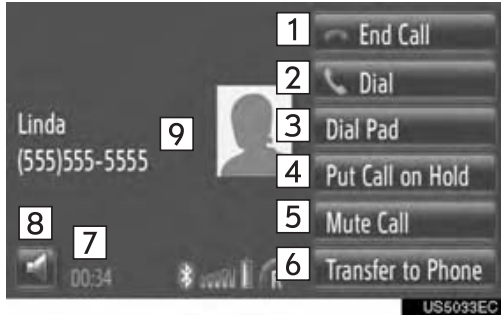 1 End Call
2 Dial
3 Dial Pad
Linda 9
(555)555-5555
4 Put Call on Hold
5 Mute Call
8 7
00:34
6 Transfer to Phone
US5033EC